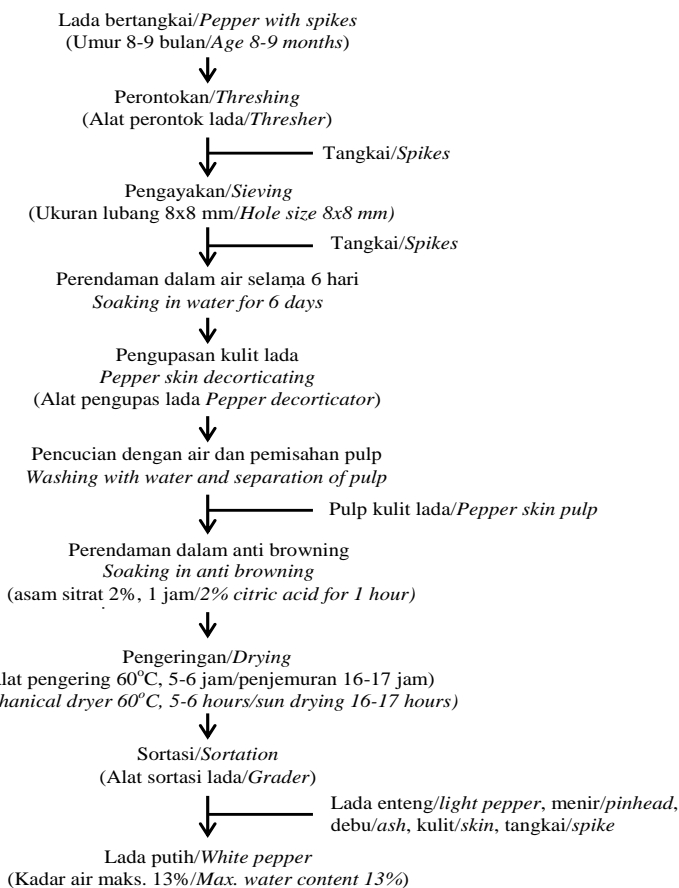 Lada bertangkai/Pepper with spikes
(Umur 8-9 bulan/Age 8-9 months)
Perontokan/Threshing
(Alat perontok lada/Thresher)
Tangkai/Spikes
Pengayakan/Sieving
(Ukuran lubang 8x8 mm/Hole size 8x8 mm)
Tangkai/Spikes
Perendaman dalam air selama 6 hari
Soaking in water for 6 days
Pengupasan kulit lada
Pepper skin decorticating
(Alat pengupas lada Pepper decorticator)
Pencucian dengan air dan pemisahan pulp
Washing with water and separation of pulp
Pulp kulit lada/Pepper skin pulp
Perendaman dalam anti browning
Soaking in anti browning
(asam sitrat 2%, 1 jam/2% citric acid for 1 hour)
Pengeringan/Drying
lat pengering 60°C, 5-6 jam/penjemuran 16-17 jam)
hanical dryer 60°C, 5-6 hours/sun drying 16-17 hours)
Sortasi/Sortation
(Alat sortasi lada/Grader)
Lada enteng/light pepper, menir/pinhead,
debu/ash, kulit/skin, tangkai/spike
Lada putih/White pepper
(Kadar air maks. 13%/Max. water content 13%)